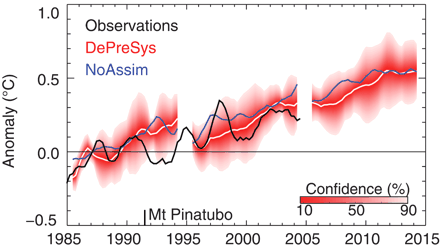 1.0
0.5
0.0
−0.5
Anomaly (°C)
Observations
DePreSys
NoAssim
Mt Pinatubo
Confidence (%)
10 50 90
1985 1990 1995 2000 2005 2010 2015